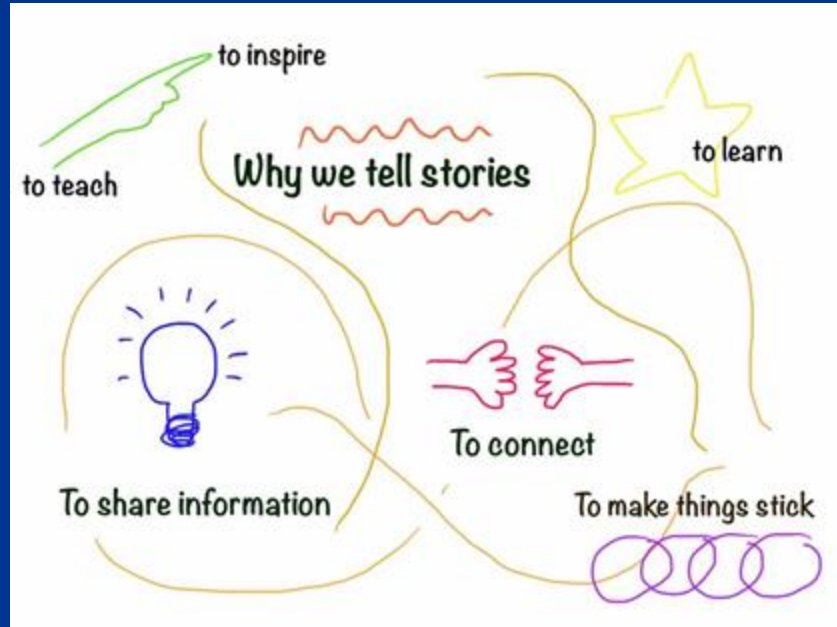 to inspire
to teach
Why we tell stories
to learn
To share information
To connect
To make things stick